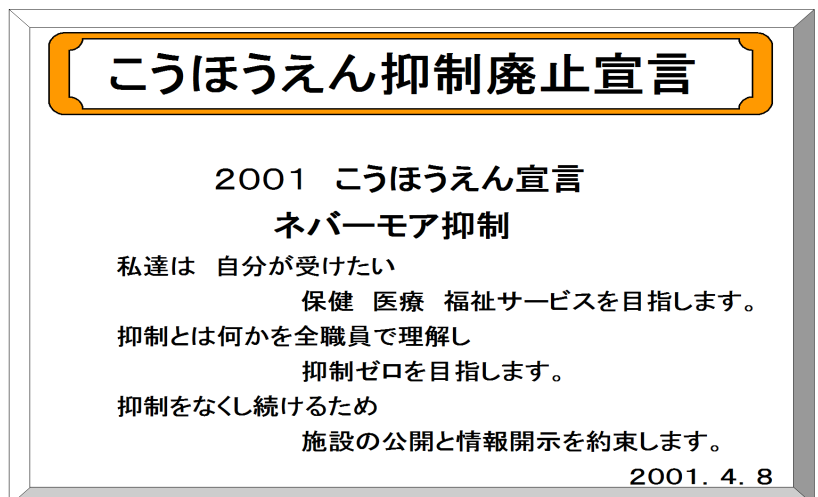 こうほうえん抑制廃止宣言
2001 こうほうえん宣言
ネバーモア抑制
私達は 自分が受けたい
保健 医療 福祉サービスを目指します。
抑制とは何かを全職員で理解し
抑制ゼロを目指します。
抑制をなくし続けるため
施設の公開と情報開示を約束します。
2001. 4. 8